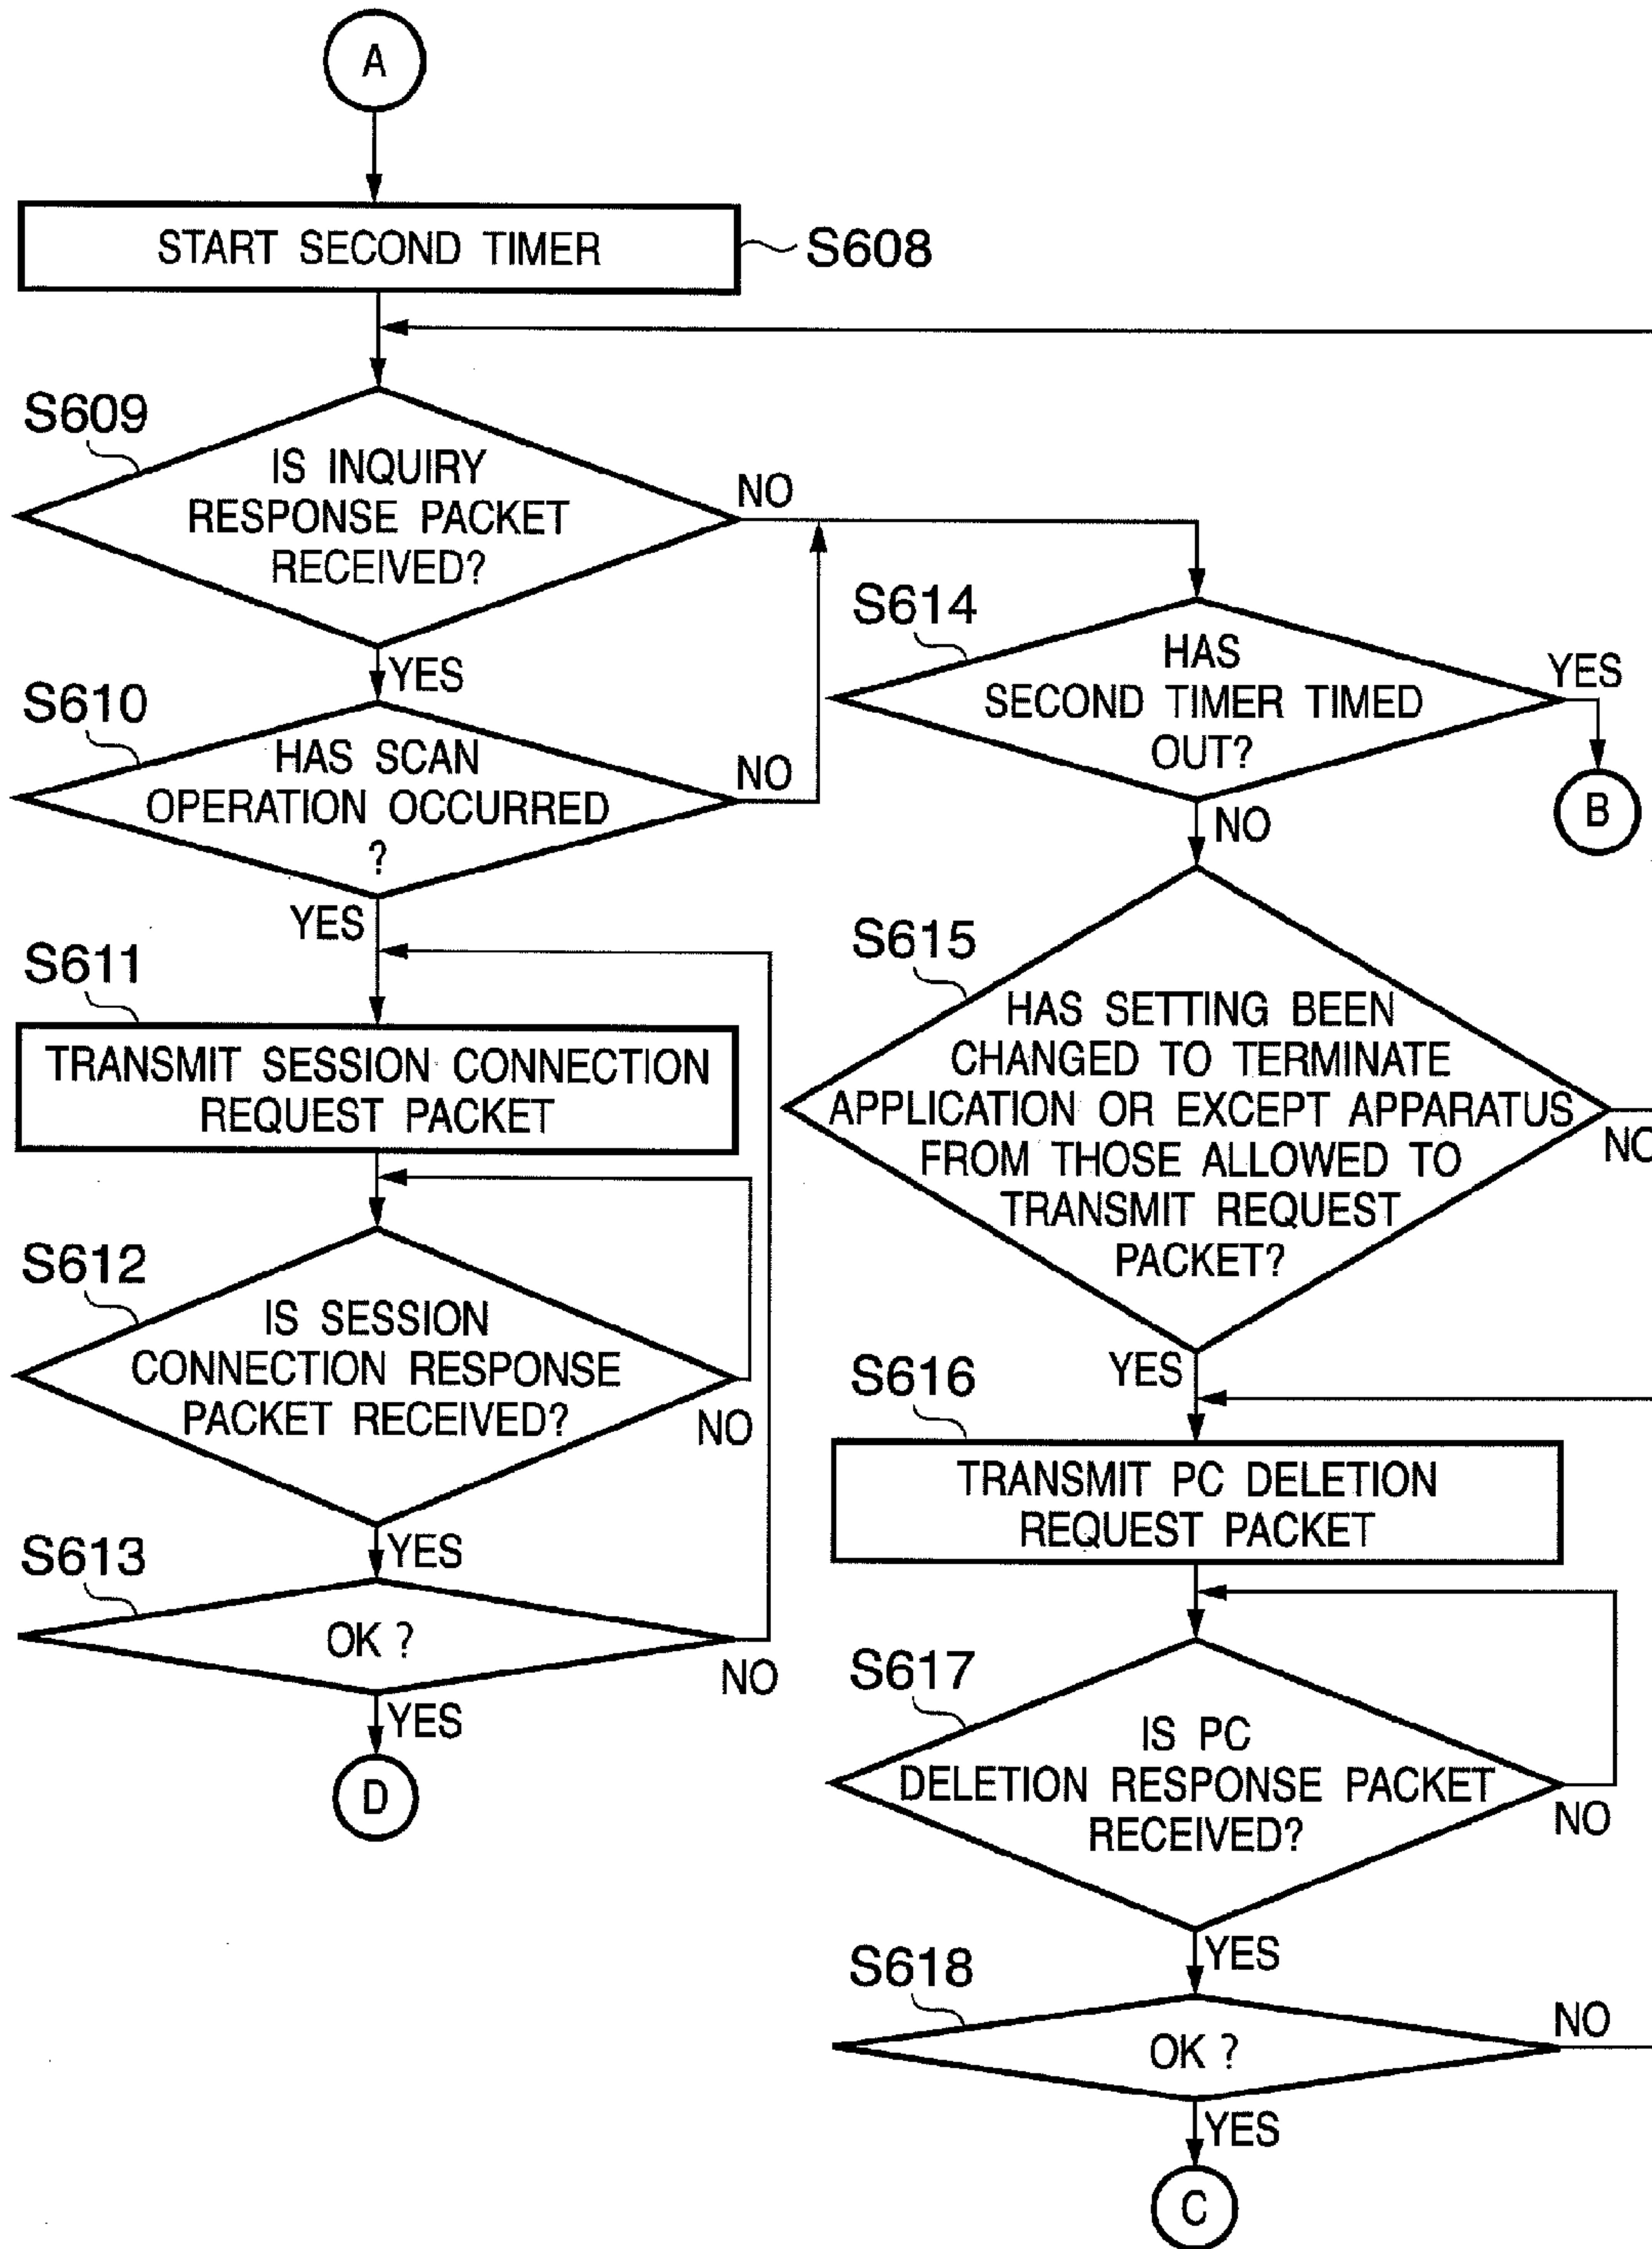 A
START SECOND TIMER
S608
S609
IS INQUIRY
RESPONSE PACKET
RECEIVED?
NO
YES
S610
HAS SCAN
OPERATION OCCURRED
?
NO
YES
S611
TRANSMIT SESSION CONNECTION
REQUEST PACKET
S612
IS SESSION
CONNECTION RESPONSE
PACKET RECEIVED?
NO
YES
S613
OK ?
NO
YES
D
S614
HAS
SECOND TIMER TIMED
OUT?
YES
B
NO
S615
HAS SETTING BEEN
CHANGED TO TERMINATE
APPLICATION OR EXCEPT APPARATUS
FROM THOSE ALLOWED TO
TRANSMIT REQUEST
PACKET?
NO
YES
S616
TRANSMIT PC DELETION
REQUEST PACKET
S617
IS PC
DELETION RESPONSE PACKET
RECEIVED?
NO
YES
S618
OK ?
NO
YES
C